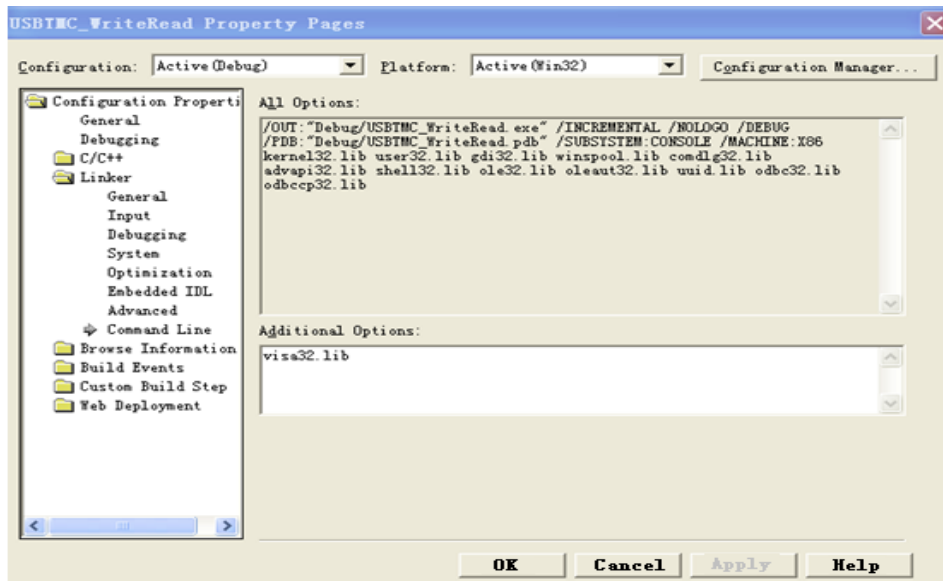 USBTMC_WriteRead Property Pages
Configuration: Active(Debug) Platform: Active(Win32) Configuration Manager...
Configuration Properti
General
Debugging
C/C++
Linker
General
Input
Debugging
System
Optimization
Embedded IDL
Advanced
Command Line
Browse Information
Build Events
Custom Build Step
Web Deployment
All Options:
/OUT:"Debug/USBTMC_WriteRead.exe" /INCREMENTAL /NOLOGO /DEBUG
/PDB:"Debug/USBTMC_WriteRead.pdb" /SUBSYSTEM:CONSOLE /MACHINE:X86
kernel32.lib user32.lib gdi32.lib winspool.lib comdlg32.lib
advapi32.lib shell32.lib ole32.lib oleaut32.lib uuid.lib odbc32.lib
odbccp32.lib
Additional Options:
visa32.lib
OK Cancel Apply Help